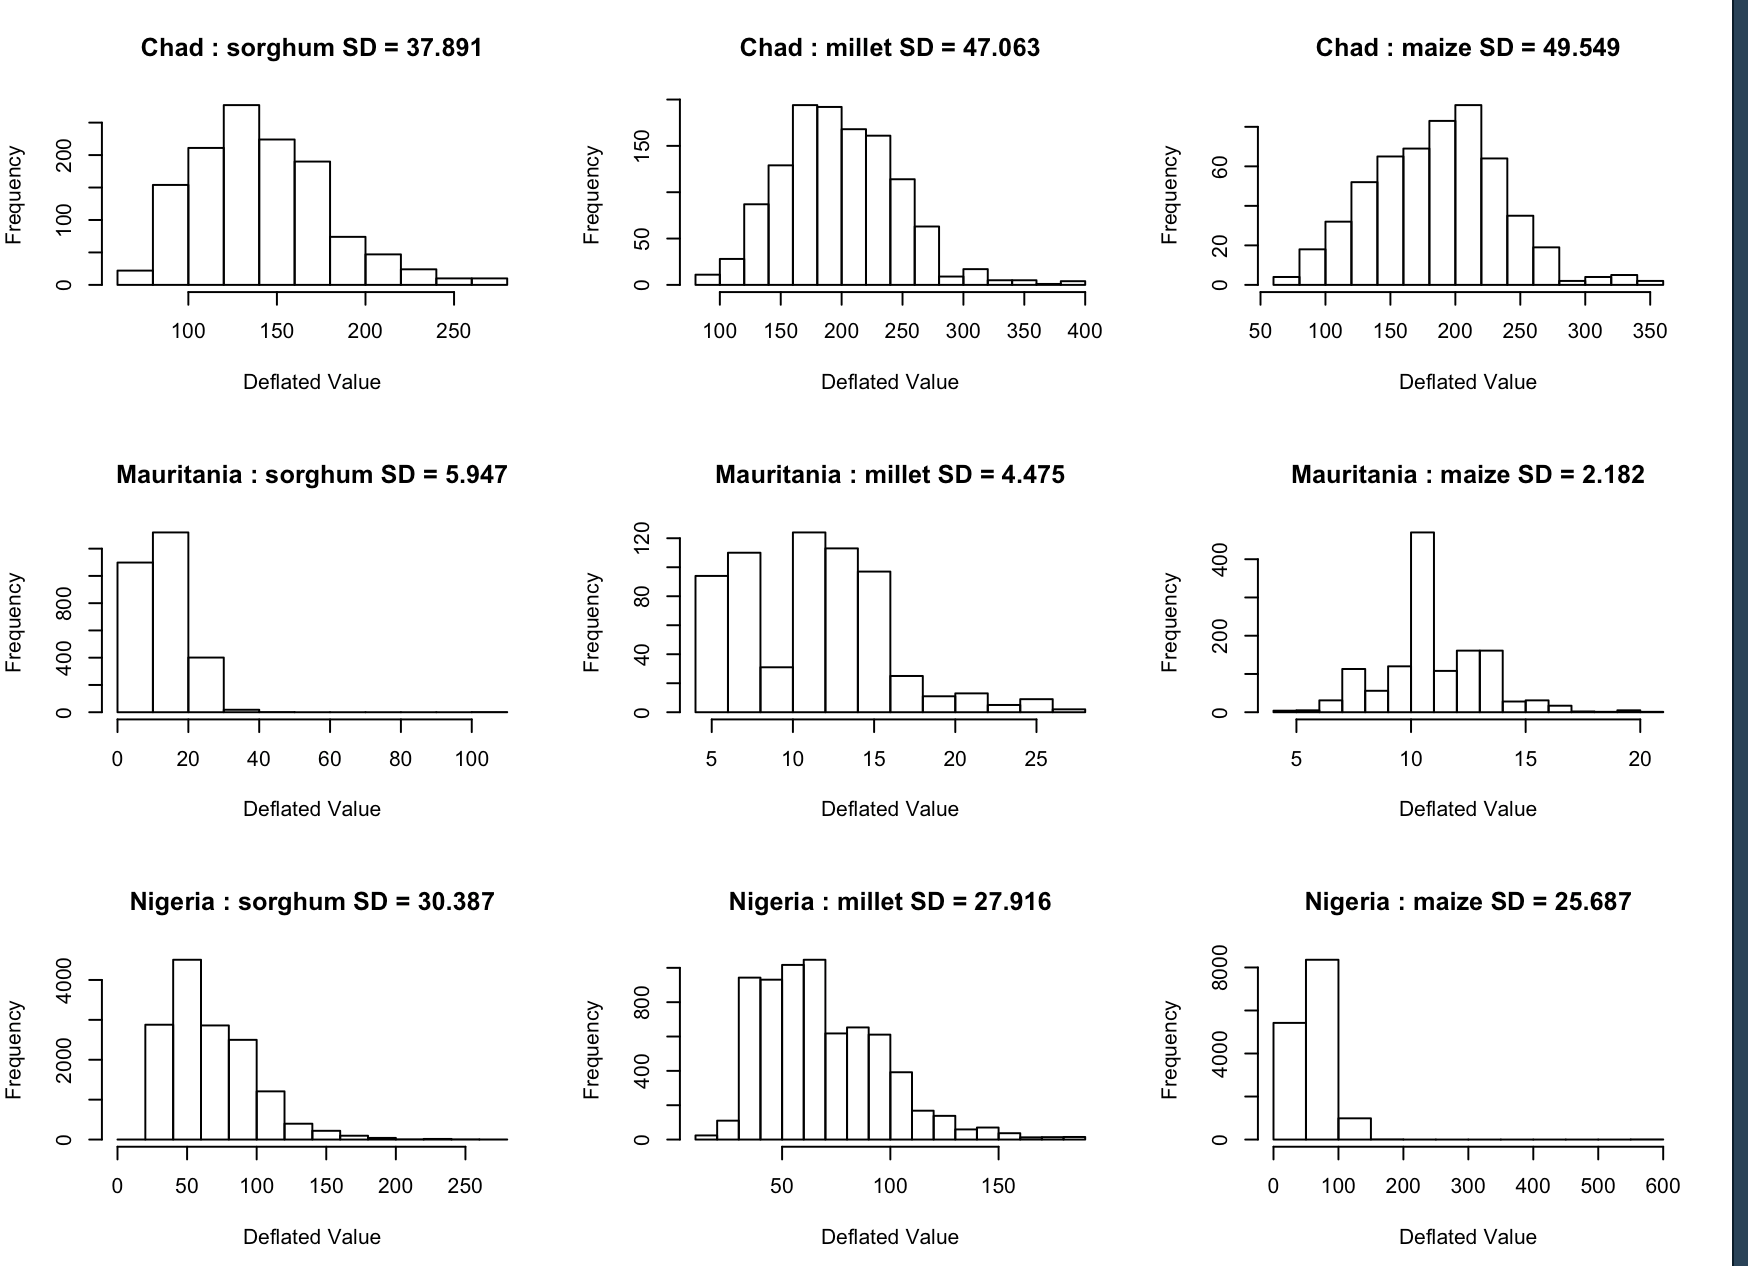 Chad : sorghum SD = 37.891
Frequency
0
100
200
100
150
200
250
Deflated Value
Chad : millet SD = 47.063
Frequency
0
50
150
100
150
200
250
300
350
400
Deflated Value
Chad : maize SD = 49.549
Frequency
0
20
60
50
100
150
200
250
300
350
Deflated Value
Mauritania : sorghum SD = 5.947
Frequency
0
400
800
0
20
40
60
80
100
Deflated Value
Mauritania : millet SD = 4.475
Frequency
0
40
80
120
5
10
15
20
25
Deflated Value
Mauritania : maize SD = 2.182
Frequency
0
200
400
5
10
15
20
Deflated Value
Nigeria : sorghum SD = 30.387
Frequency
0
2000
4000
0
50
100
150
200
250
Deflated Value
Nigeria : millet SD = 27.916
Frequency
0
400
800
50
100
150
Deflated Value
Nigeria : maize SD = 25.687
Frequency
0
4000
8000
0
100
200
300
400
500
600
Deflated Value